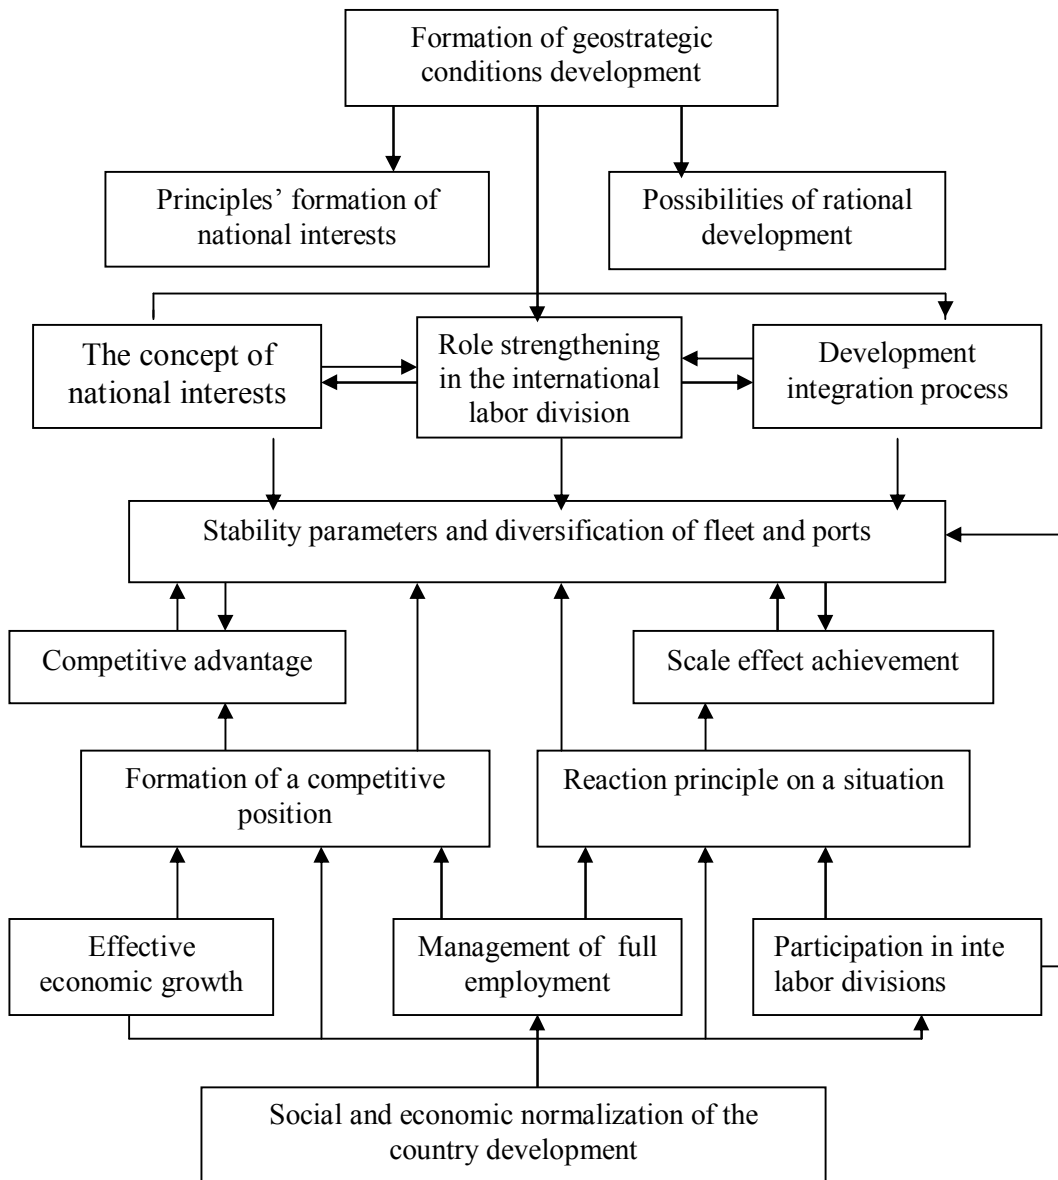 Formation of geostrategic
conditions development
Principles’ formation of
national interests
Possibilities of rational
development
The concept of
national interests
Role strengthening
in the international
labor division
Development
integration process
Stability parameters and diversification of fleet and ports
Competitive advantage
Scale effect achievement
Formation of a competitive
position
Reaction principle on a situation
Effective
economic growth
Management of full
employment
Participation in inte
labor divisions
Social and economic normalization of the
country development